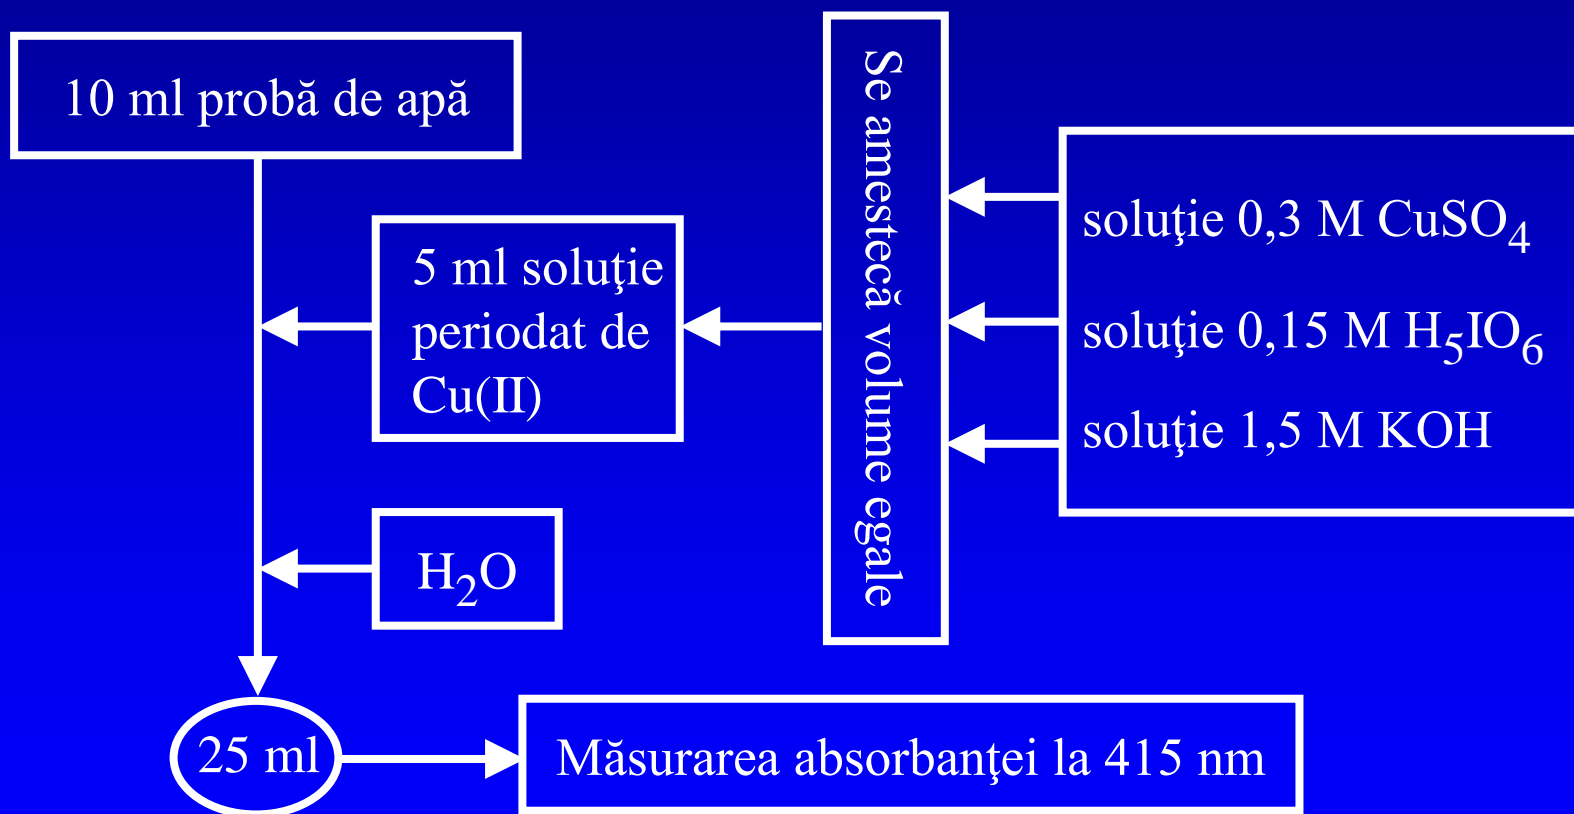 10 ml probă de apă
5 ml soluţie
periodat de
Cu(II)
H₂O
25 ml
Se amestecă volume egale
soluţie 0,3 M CuSO₄
soluţie 0,15 M H₅IO₆
soluţie 1,5 M KOH
Măsurarea absorbanţei la 415 nm